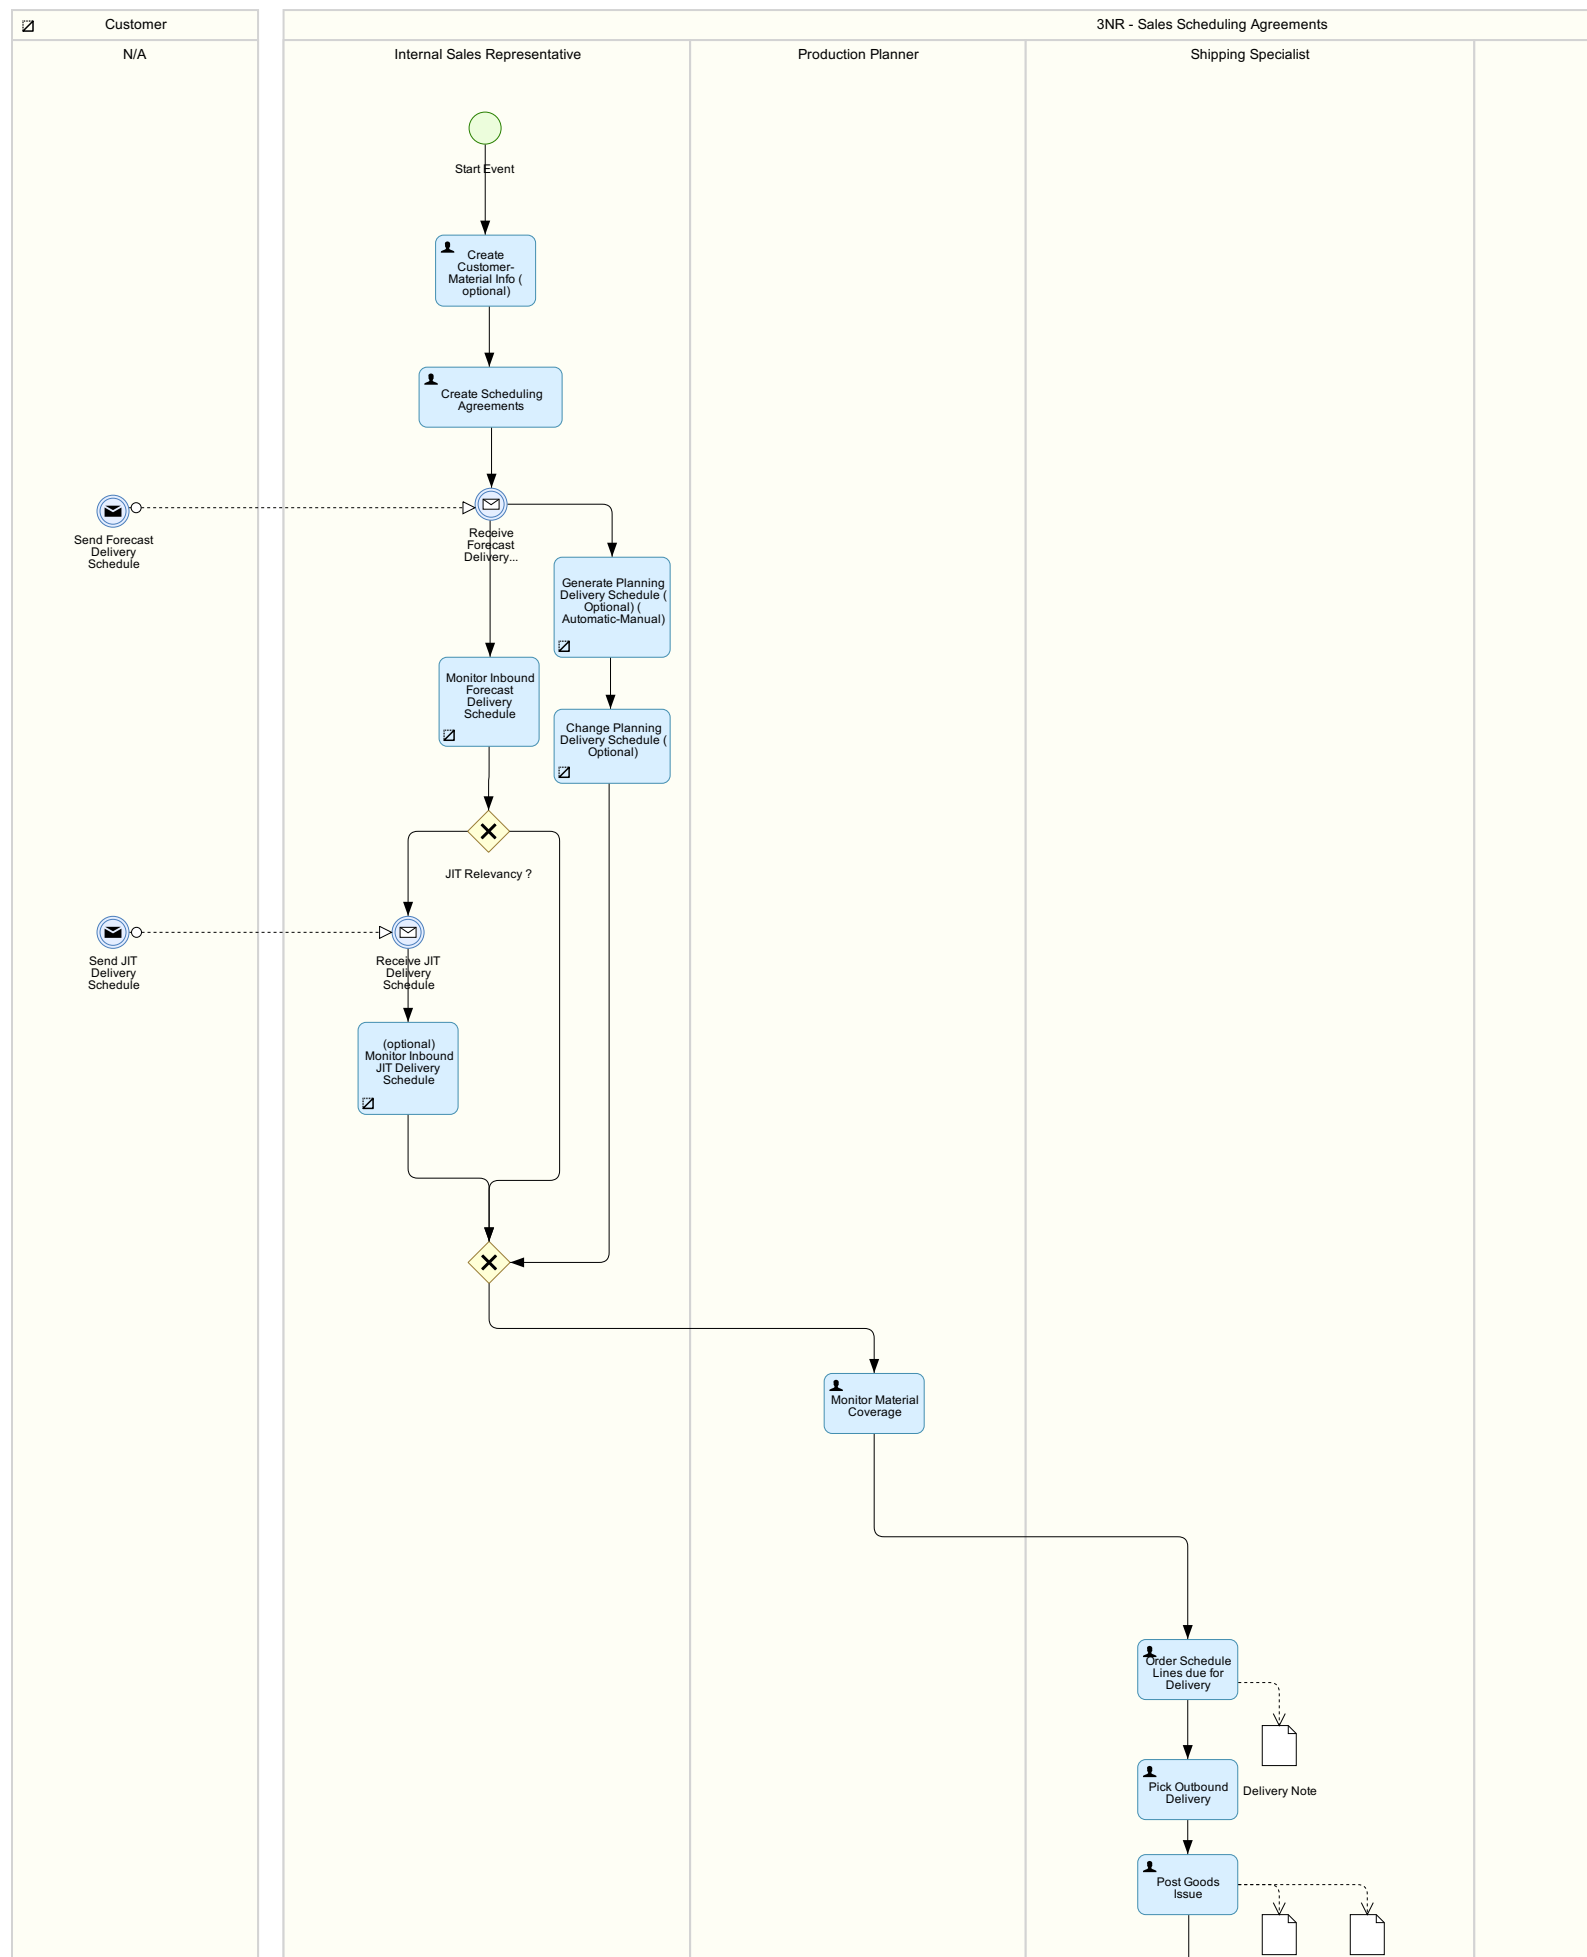 Customer
3NR - Sales Scheduling Agreements
N/A
Internal Sales Representative
Production Planner
Shipping Specialist
Start Event
Create
Customer-
Material Info (
optional)
Create Scheduling
Agreements
Send Forecast
Delivery
Schedule
Receive
Forecast
Delivery...
Generate Planning
Delivery Schedule (
Optional) (
Automatic-Manual)
Monitor Inbound
Forecast
Delivery
Schedule
Change Planning
Delivery Schedule (
Optional)
JIT Relevancy ?
Send JIT
Delivery
Schedule
Receive JIT
Delivery
Schedule
(optional)
Monitor Inbound
JIT Delivery
Schedule
Monitor Material
Coverage
Order Schedule
Lines due for
Delivery
Pick Outbound
Delivery
Delivery Note
Post Goods
Issue